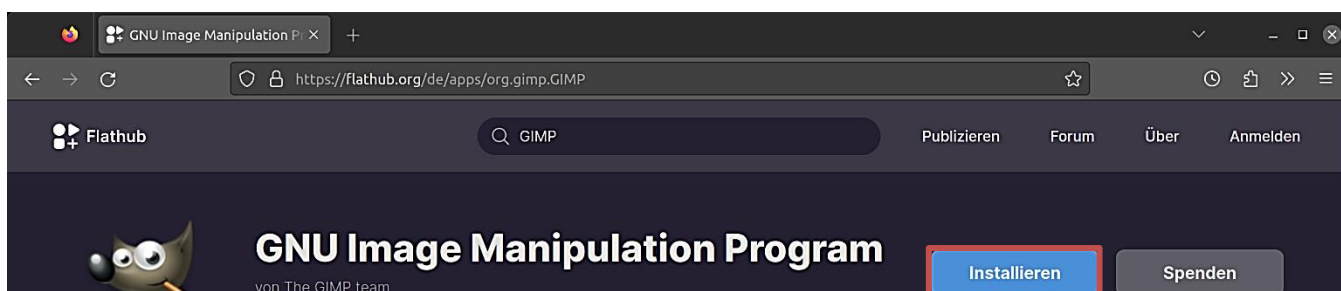 GNU Image Manipulation P
https://flathub.org/de/apps/org.gimp.GIMP
Flathub
GIMP
Publizieren
Forum
Über
Anmelden
GNU Image Manipulation Program
Installieren
Spenden
von The GIMP team